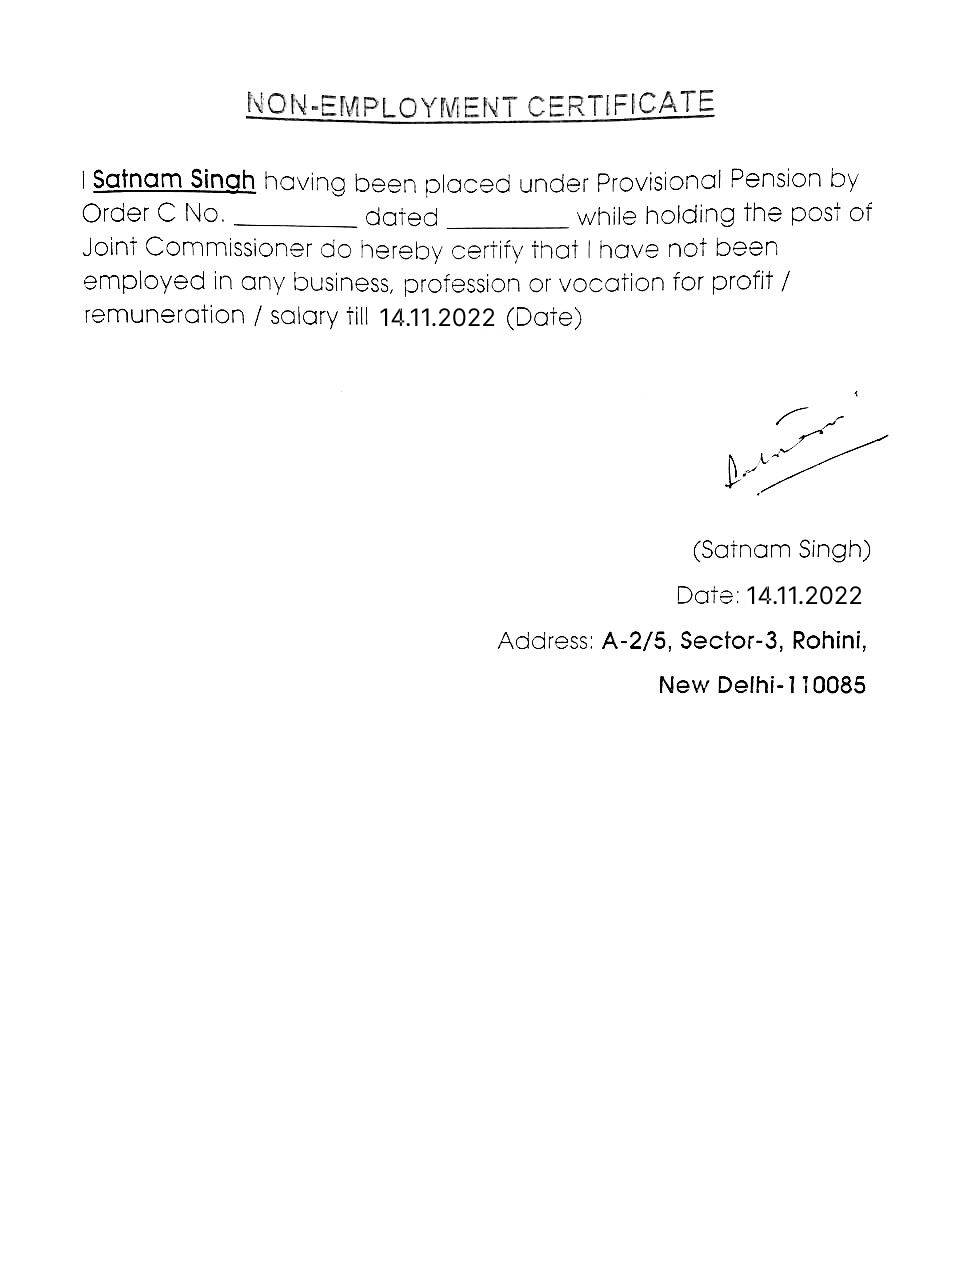 NON-EMPLOYMENT CERTIFICATE
I Satnam Singh having been placed under Provisional Pension by
Order C No. __________ dated __________ while holding the post of
Joint Commissioner do hereby certify that I have not been
employed in any business, profession or vocation for profit /
remuneration / salary till 14.11.2022 (Date)
(Satnam Singh)
Date: 14.11.2022
Address: A-2/5, Sector-3, Rohini,
New Delhi-110085